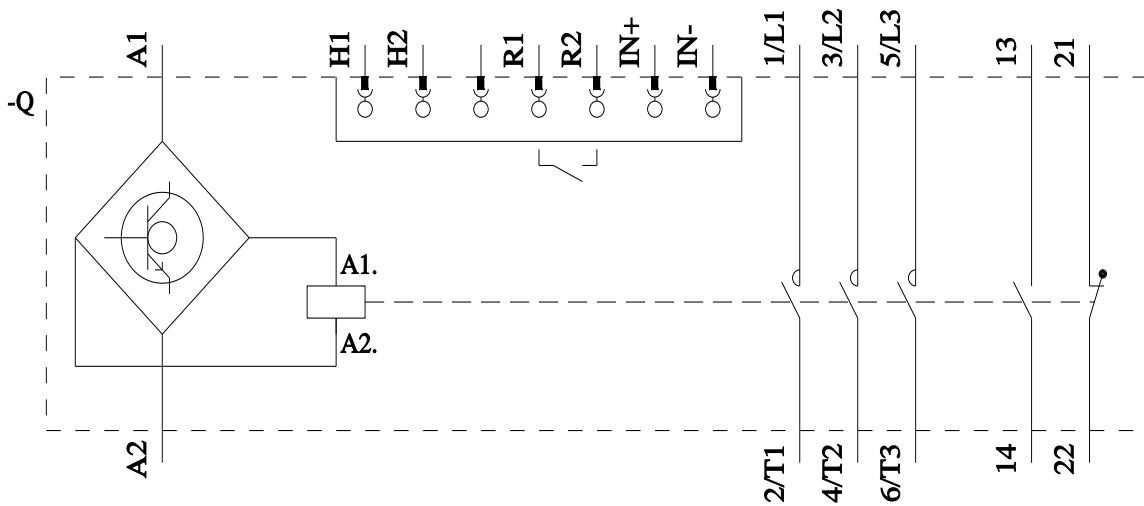 A1
H1
H2
R1
R2
IN+
IN-
1/L1
3/L2
5/L3
13
21
-Q
A1.
A2.
A2
2/T1
4/T2
6/T3
14
22